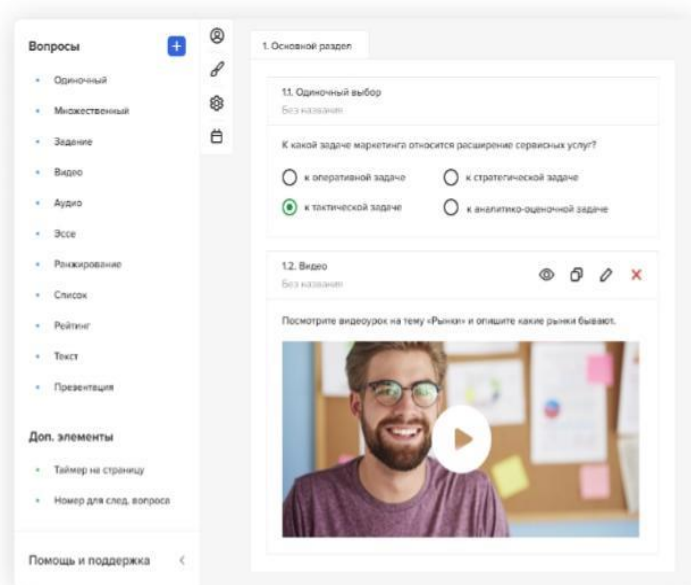 Вопросы
Одиночный
Множественный
Задание
Видео
Аудио
Эссе
Ранжирование
Список
Рейтинг
Текст
Презентация
Доп. элементы
Таймер на страницу
Номер для след. вопроса
Помощь и поддержка
1. Основной раздел
1.1. Одиночный выбор
Без названия
К какой задаче маркетинга относится расширение сервисных услуг?
к оперативной задаче
к стратегической задаче
к тактической задаче
к аналитико-оценочной задаче
1.2. Видео
Без названия
Посмотрите видеоурок на тему «Рынки» и опишите какие рынки бывают.